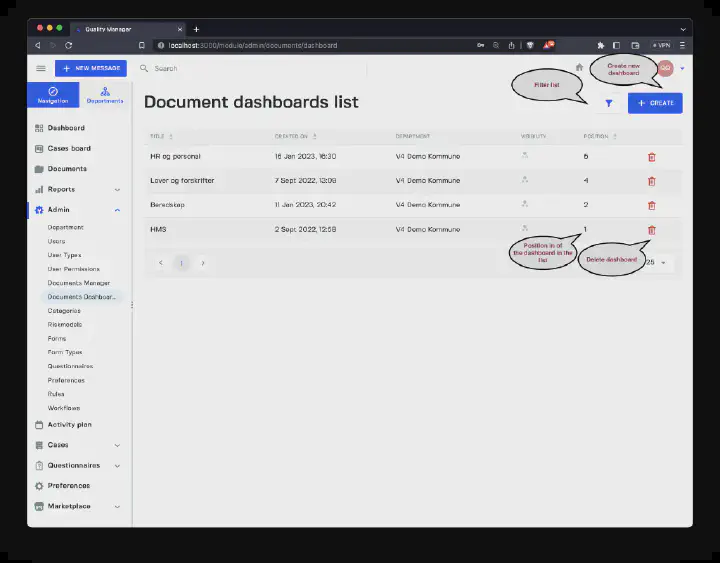 Quality Manager
localhost:3000/module/admin/documents/dashboard
VPN
NEW MESSAGE
Search
Create new
dashboard
Filter list
Navigation
Departments
Document dashboards list
CREATE
TITLE
CREATED ON
DEPARTMENT
VISIBILITY
POSITION
HR og personal
16 Jan 2023, 16:30
V4 Demo Kommune
5
Lover og forskrifter
7 Sept 2022, 13:09
V4 Demo Kommune
4
Beredskap
11 Jan 2023, 20:42
V4 Demo Kommune
2
HMS
2 Sept 2022, 12:58
V4 Demo Kommune
1
Position in of
the dashboard in the
list
Delete dashboard
1
25
Dashboard
Cases board
Documents
Reports
Admin
Department
Users
User Types
User Permissions
Documents Manager
Documents Dashboar...
Categories
Riskmodels
Forms
Form Types
Questionnaires
Preferences
Rules
Workflows
Activity plan
Cases
Questionnaires
Preferences
Marketplace